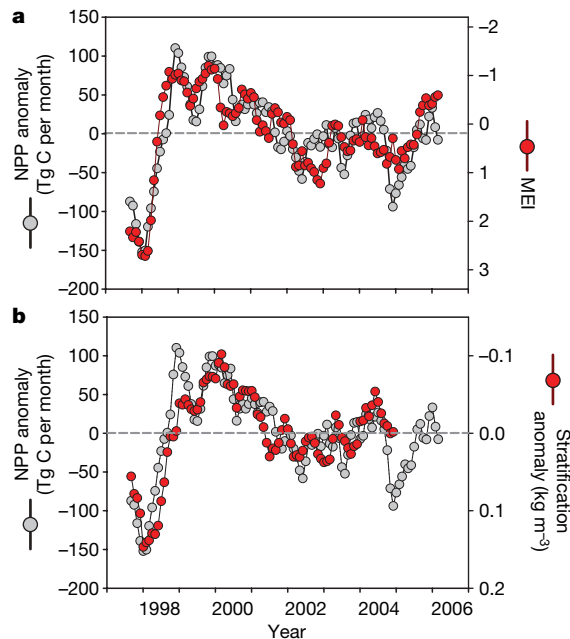 a
150
100
50
0
−50
−100
−150
−200
NPP anomaly
(Tg C per month)
−2
−1
0
1
2
3
MEI
b
150
100
50
0
−50
−100
−150
−200
NPP anomaly
(Tg C per month)
−0.1
0.0
0.1
0.2
Stratification
anomaly (kg m⁻³)
1998 2000 2002 2004 2006
Year